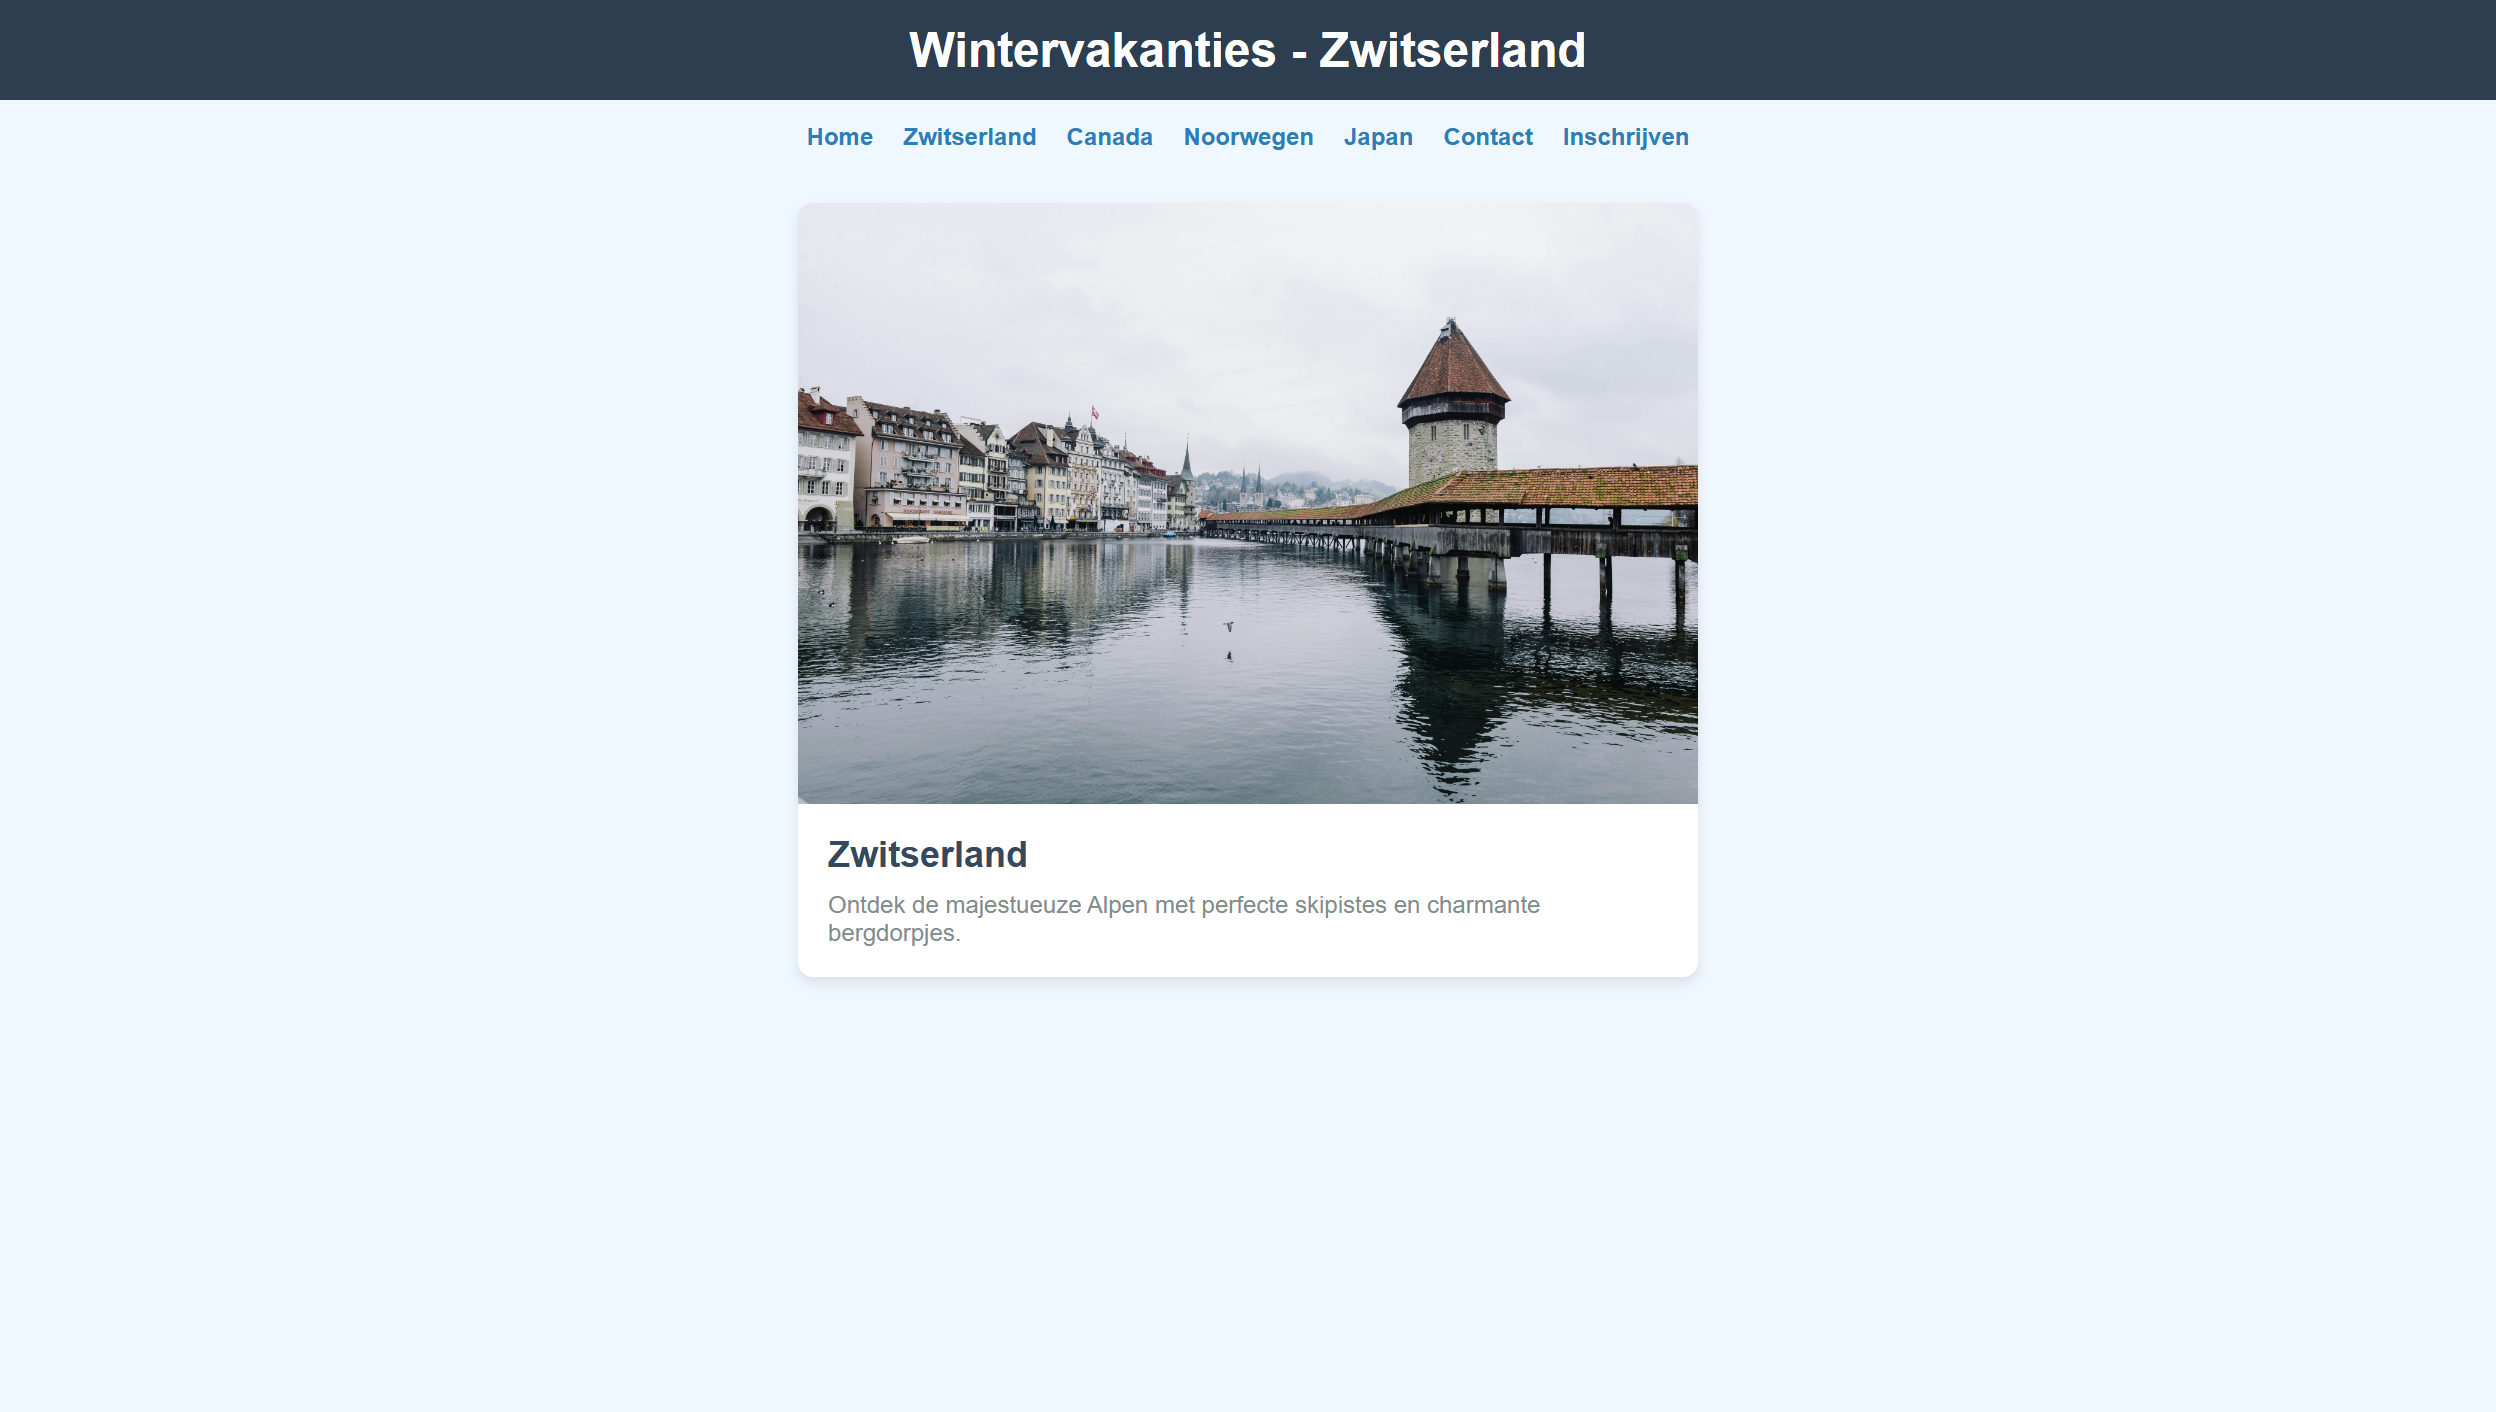 Wintervakanties - Zwitserland
Home Zwitserland Canada Noorwegen Japan Contact Inschrijven
Zwitserland
Ontdek de majestueuze Alpen met perfecte skipistes en charmante
bergdorpjes.